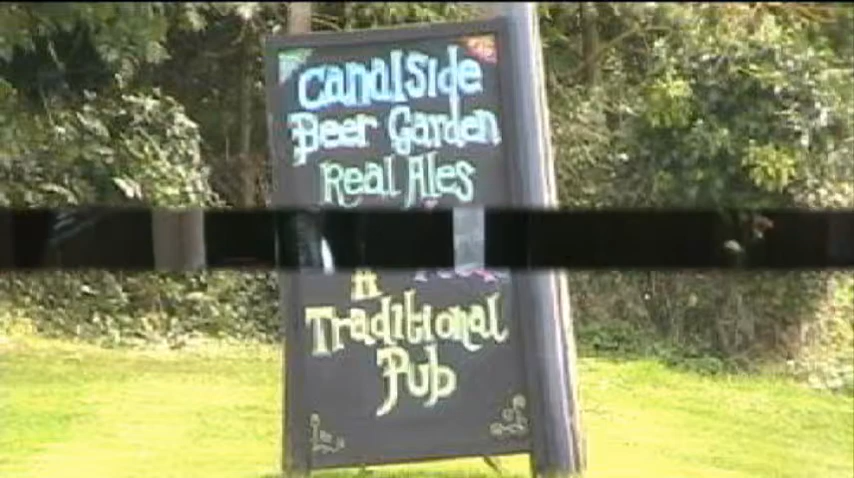 Canalside
Beer Garden
Real Ales
A
Traditional
Pub